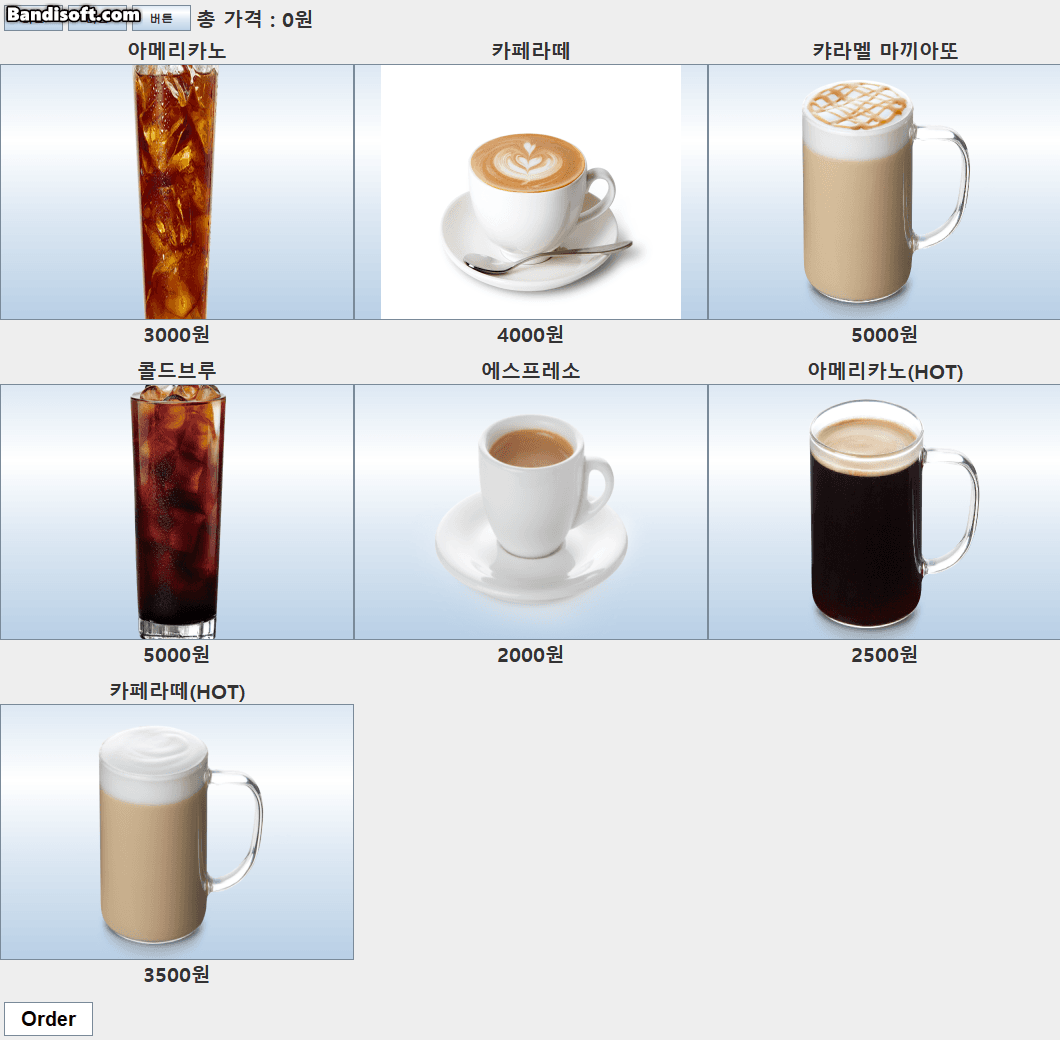 Bandisoft.com 버튼 총 가격 : 0원
아메리카노 카페라떼 캬라멜 마끼아또
3000원 4000원 5000원
콜드브루 에스프레소 아메리카노(HOT)
5000원 2000원 2500원
카페라떼(HOT)
3500원
Order